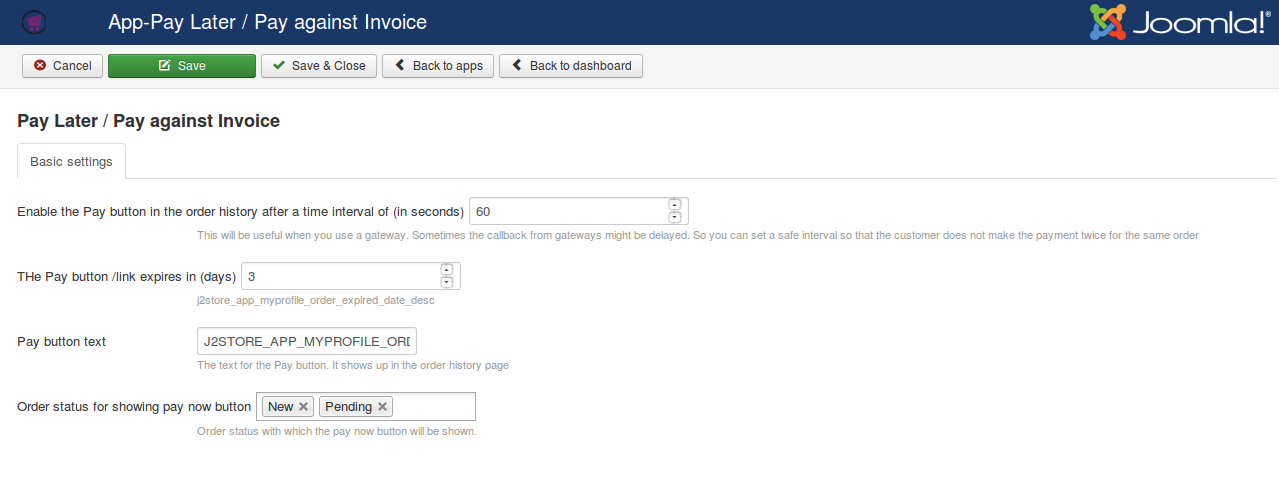 App-Pay Later / Pay against Invoice
Joomla!®
Cancel Save Save & Close Back to apps Back to dashboard
Pay Later / Pay against Invoice
Basic settings
Enable the Pay button in the order history after a time interval of (in seconds) 60
This will be useful when you use a gateway. Sometimes the callback from gateways might be delayed. So you can set a safe interval so that the customer does not make the payment twice for the same order
THe Pay button /link expires in (days) 3
j2store_app_myprofile_order_expired_date_desc
Pay button text J2STORE_APP_MYPROFILE_ORD
The text for the Pay button. It shows up in the order history page
Order status for showing pay now button New Pending
Order status with which the pay now button will be shown.